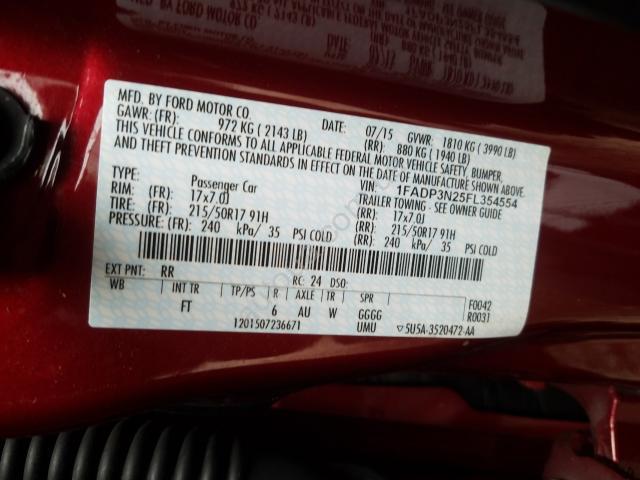 MFD. BY FORD MOTOR CO.
DATE: 07/15 GVWR: 1810 KG ( 3990 LB)
GAWR: (FR): 972 KG ( 2143 LB) (RR): 880 KG ( 1940 LB)
THIS VEHICLE CONFORMS TO ALL APPLICABLE FEDERAL MOTOR VEHICLE SAFETY, BUMPER,
AND THEFT PREVENTION STANDARDS IN EFFECT ON THE DATE OF MANUFACTURE SHOWN ABOVE.
VIN: 1FADP3N25FL354554
TYPE: Passenger Car TRAILER TOWING - SEE OWNER GUIDE
RIM: (FR): 17x7.0J (RR): 17x7.0J
TIRE: (FR): 215/50R17 91H (RR): 215/50R17 91H
PRESSURE: (FR): 240 kPa/ 35 PSI COLD (RR): 240 kPa/ 35 PSI COLD
EXT PNT: RR RC: 24 DSO:
WB INT TR TP/PS R AXLE TR SPR F0042
FT 6 AU W GGGG R0031
1201507236671 UMU 5U5A-3520472-AA